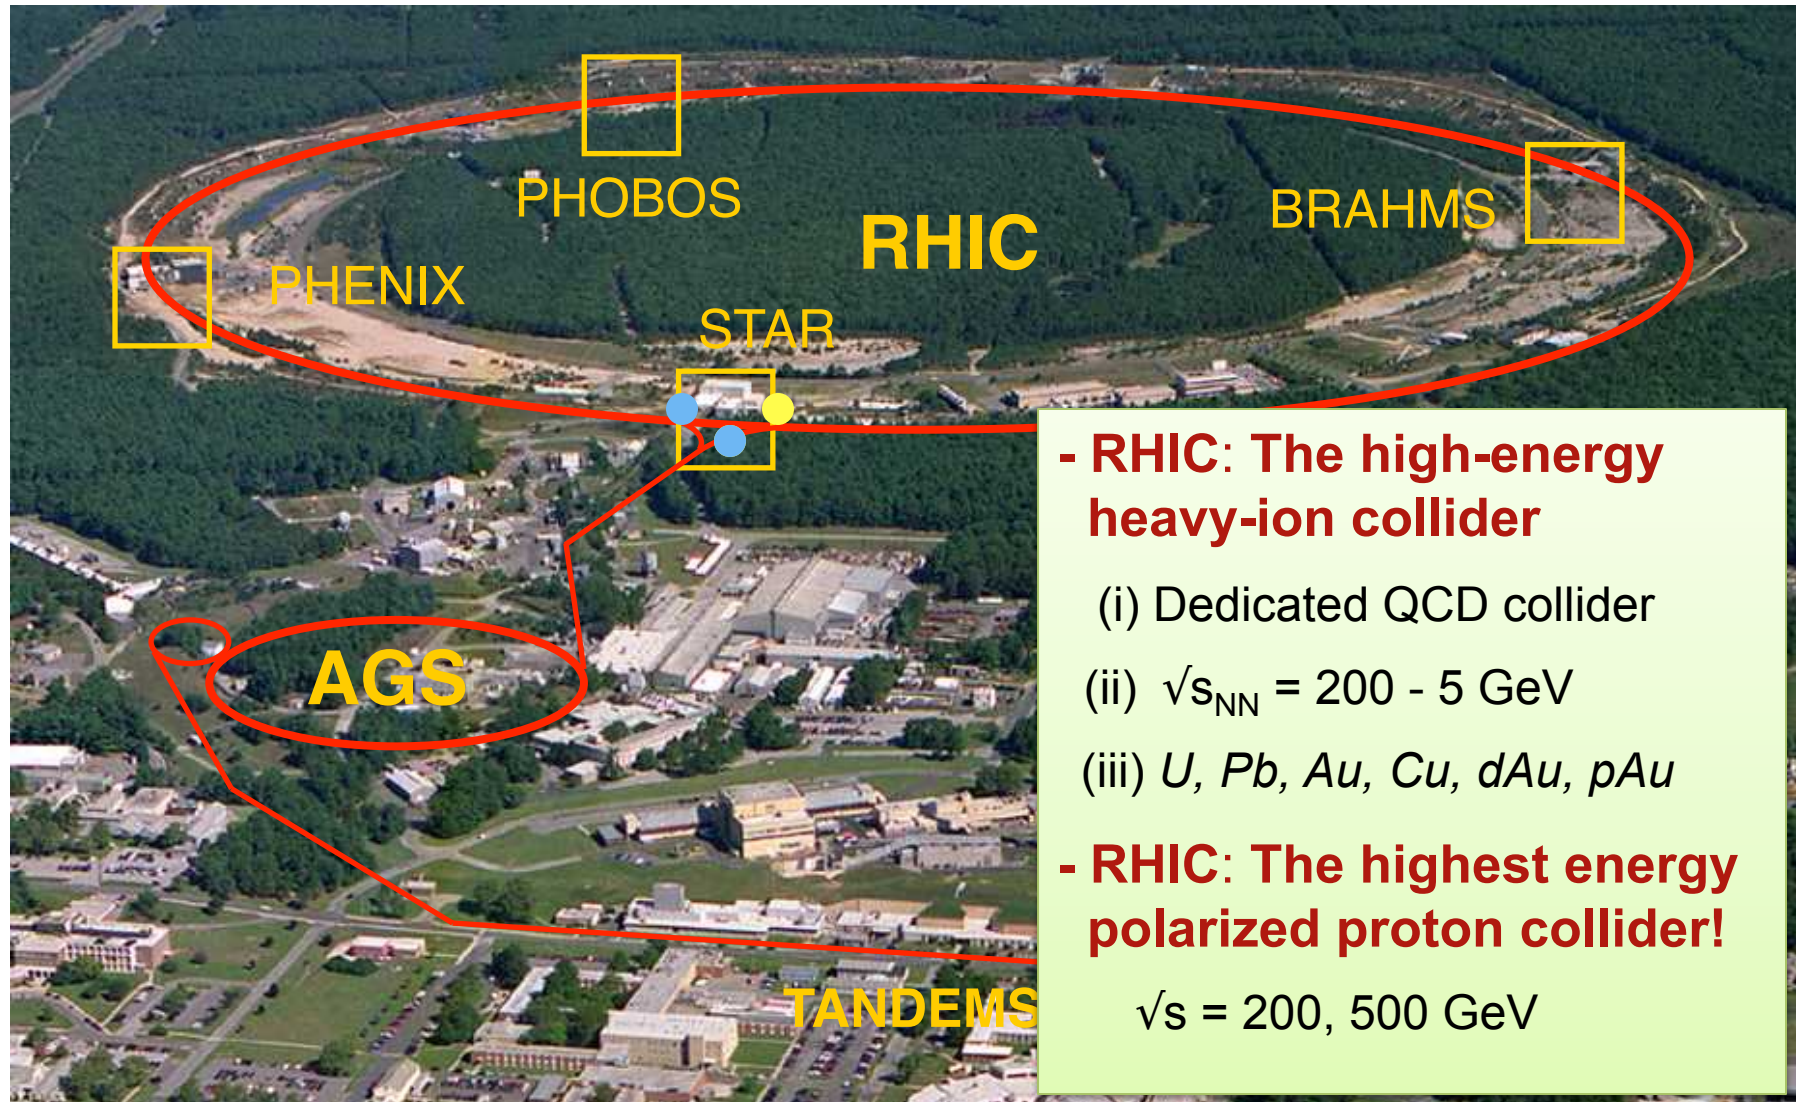 PHOBOS
BRAHMS
RHIC
PHENIX
STAR
AGS
TANDEMS
- RHIC: The high-energy
heavy-ion collider
(i) Dedicated QCD collider
(ii) √sNN = 200 - 5 GeV
(iii) U, Pb, Au, Cu, dAu, pAu
- RHIC: The highest energy
polarized proton collider!
√s = 200, 500 GeV